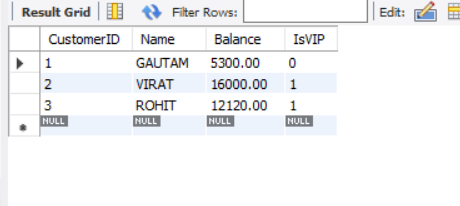 Result Grid Filter Rows: Edit:
CustomerID Name Balance IsVIP
1 GAUTAM 5300.00 0
2 VIRAT 16000.00 1
3 ROHIT 12120.00 1
NULL NULL NULL NULL